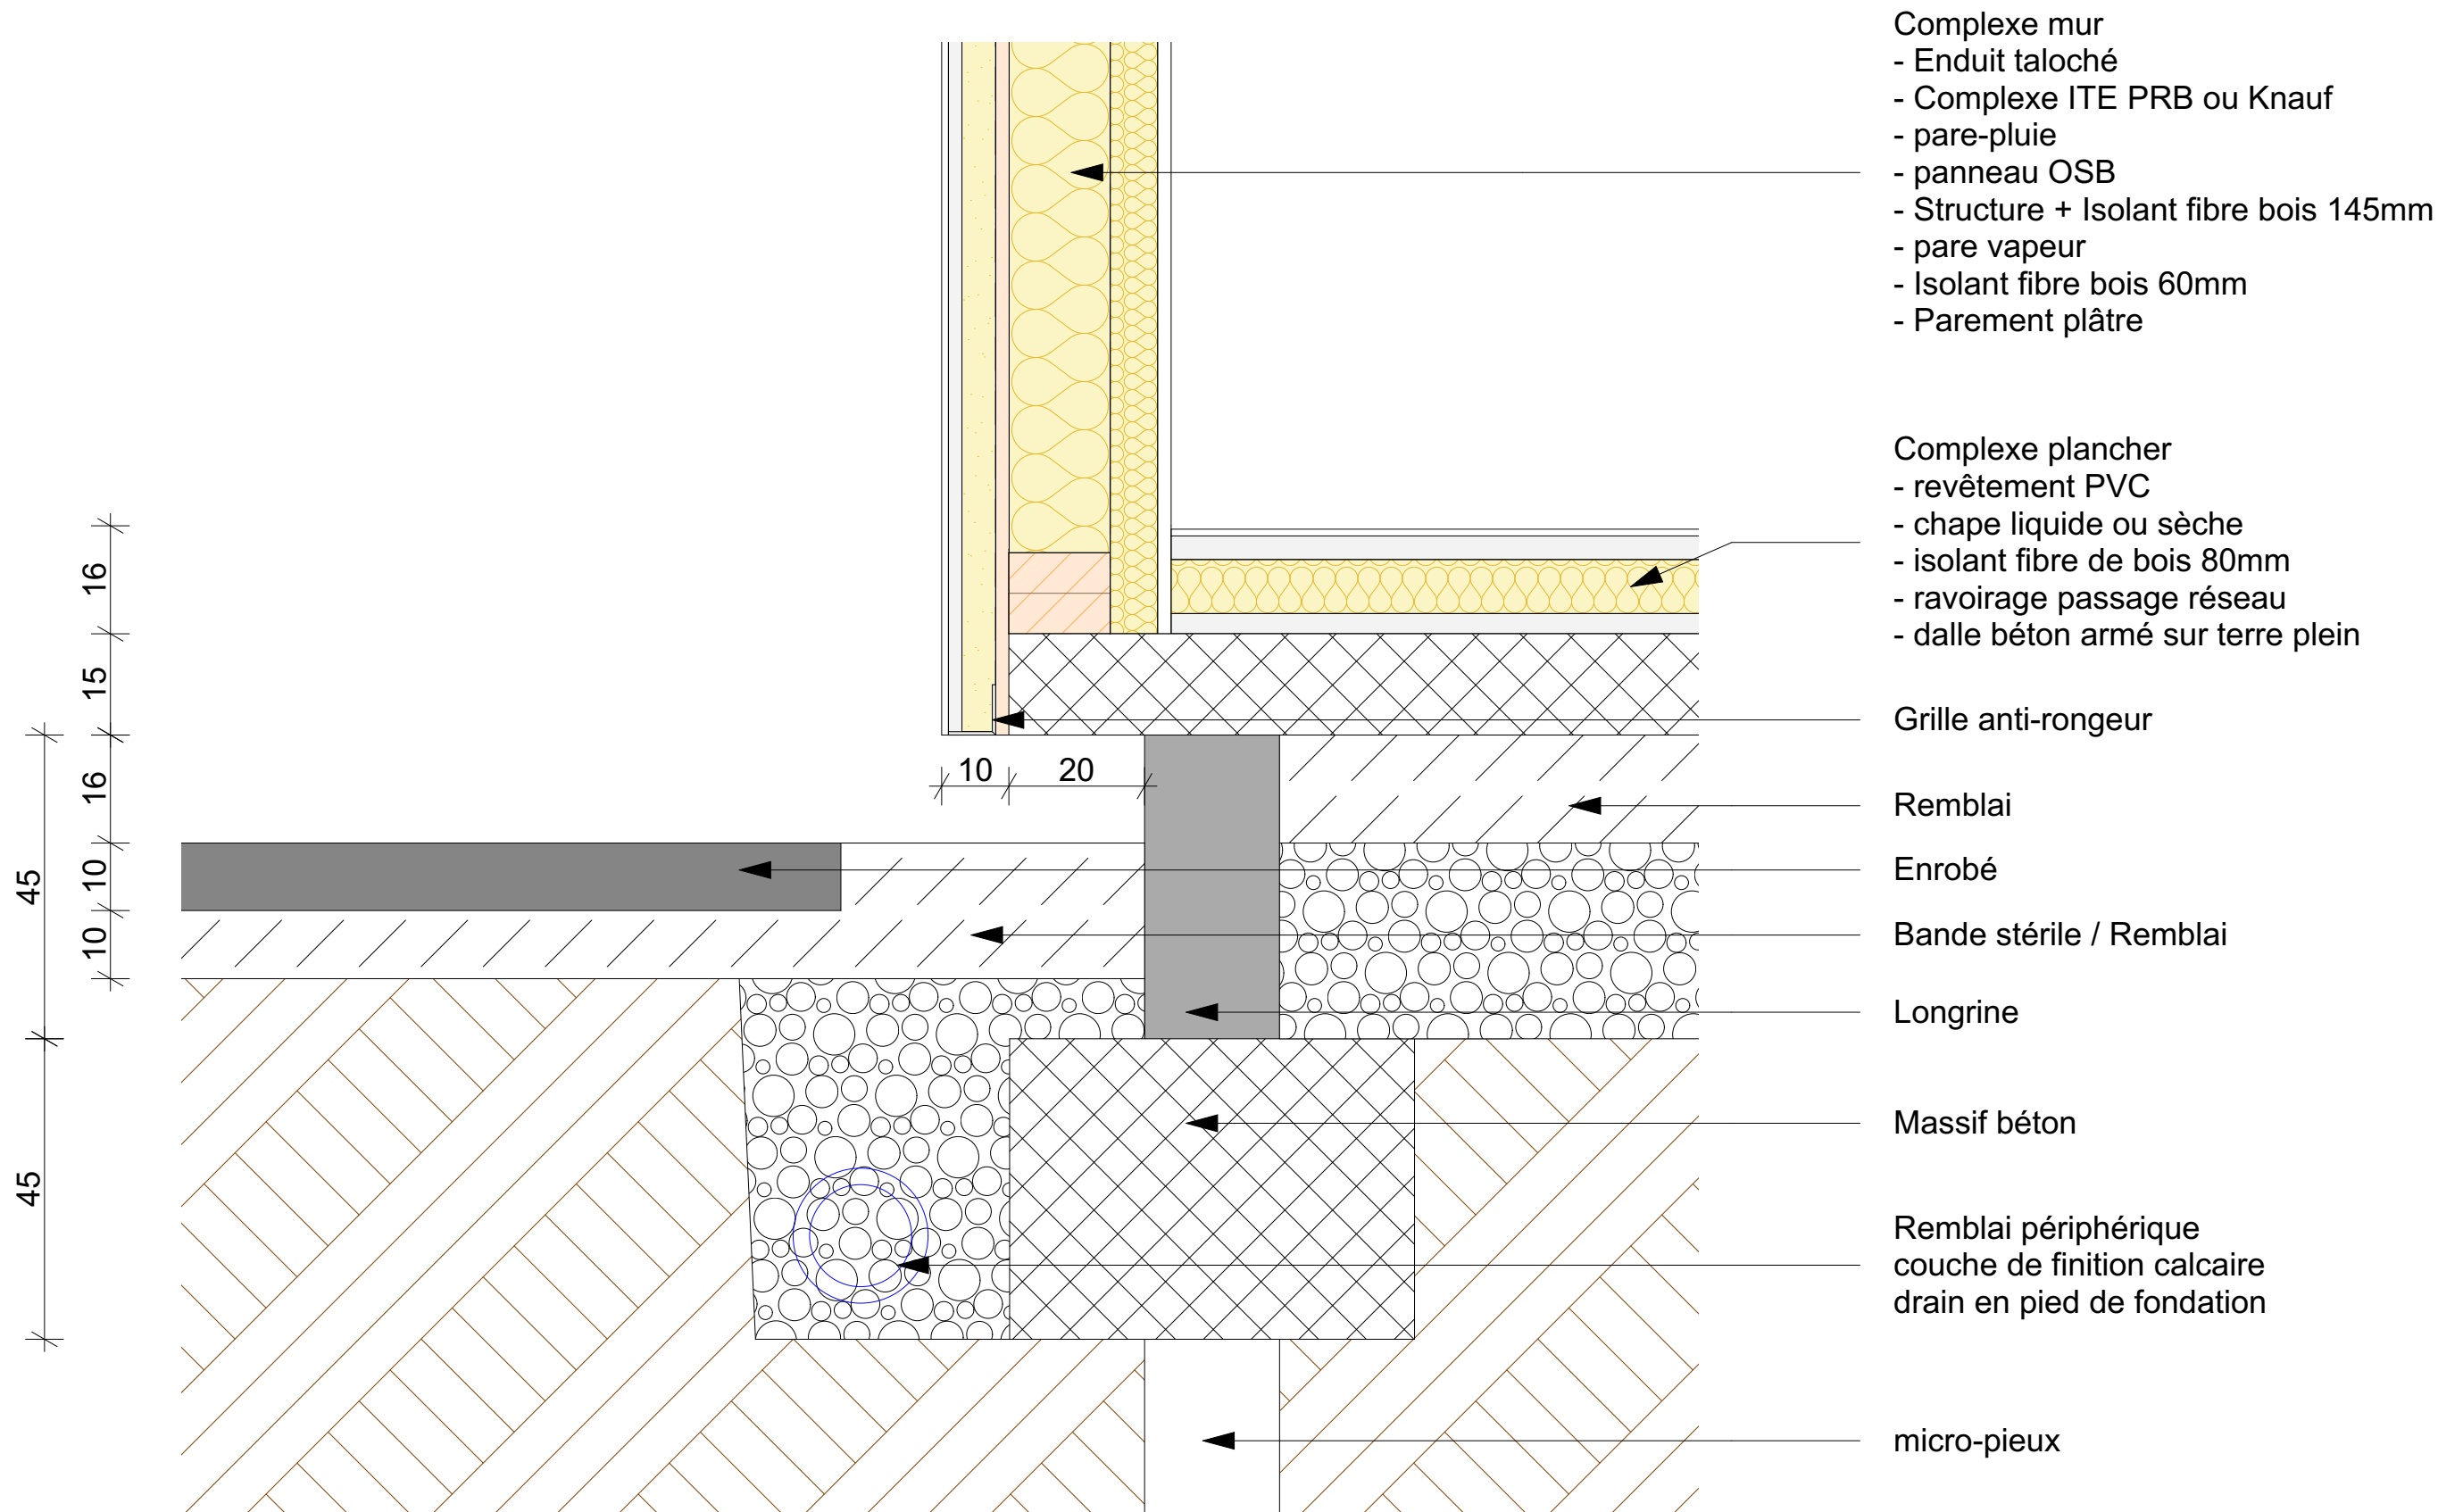 Complexe mur
- Enduit taloché
- Complexe ITE PRB ou Knauf
- pare-pluie
- panneau OSB
- Structure + Isolant fibre bois 145mm
- pare vapeur
- Isolant fibre bois 60mm
- Parement plâtre
Complexe plancher
- revêtement PVC
- chape liquide ou sèche
- isolant fibre de bois 80mm
- ravoirage passage réseau
- dalle béton armé sur terre plein
Grille anti-rongeur
Remblai
Enrobé
Bande stérile / Remblai
Longrine
Massif béton
Remblai périphérique
couche de finition calcaire
drain en pied de fondation
micro-pieux
16
15
16
10
10
45
45
10
20